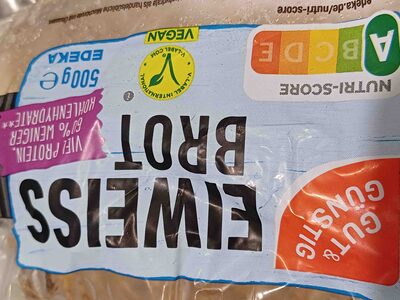 GUT&
GÜNSTIG
EIWEISS
BROT
VIEL PROTEIN
60% WENIGER
KOHLENHYDRATE**
NUTRI-SCORE
A B C D E
V-LABEL INTERNATIONAL
V-LABEL.COM
VEGAN
500g e
EDEKA
edeka.de/nutri-score